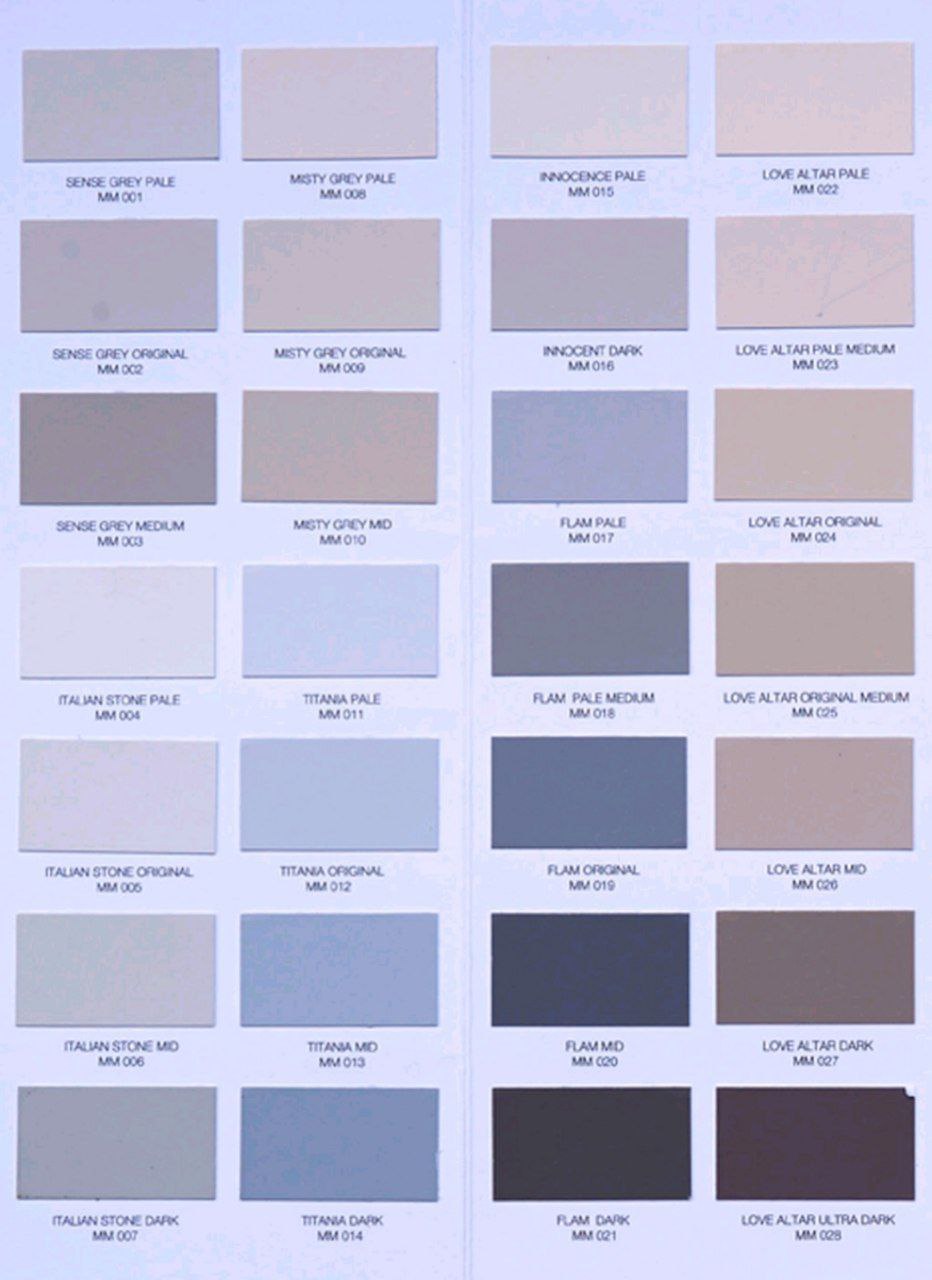 SENSE GREY PALE
MM 001
MISTY GREY PALE
MM 008
INNOCENCE PALE
MM 015
LOVE ALTAR PALE
MM 022
SENSE GREY ORIGINAL
MM 002
MISTY GREY ORIGINAL
MM 009
INNOCENT DARK
MM 016
LOVE ALTAR PALE MEDIUM
MM 023
SENSE GREY MEDIUM
MM 003
MISTY GREY MID
MM 010
FLAM PALE
MM 017
LOVE ALTAR ORIGINAL
MM 024
ITALIAN STONE PALE
MM 004
TITANIA PALE
MM 011
FLAM PALE MEDIUM
MM 018
LOVE ALTAR ORIGINAL MEDIUM
MM 025
ITALIAN STONE ORIGINAL
MM 005
TITANIA ORIGINAL
MM 012
FLAM ORIGINAL
MM 019
LOVE ALTAR MID
MM 026
ITALIAN STONE MID
MM 006
TITANIA MID
MM 013
FLAM MID
MM 020
LOVE ALTAR DARK
MM 027
ITALIAN STONE DARK
MM 007
TITANIA DARK
MM 014
FLAM DARK
MM 021
LOVE ALTAR ULTRA DARK
MM 028